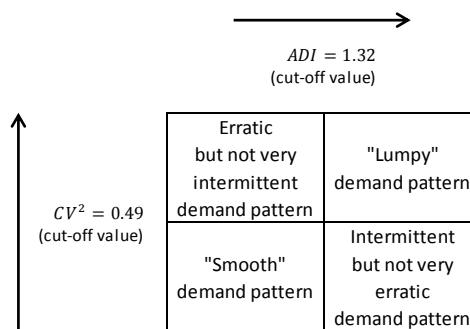 ADI = 1.32
(cut-off value)
Erratic
but not very
intermittent
demand pattern
"Lumpy"
demand pattern
CV² = 0.49
(cut-off value)
"Smooth"
demand pattern
Intermittent
but not very
erratic
demand pattern